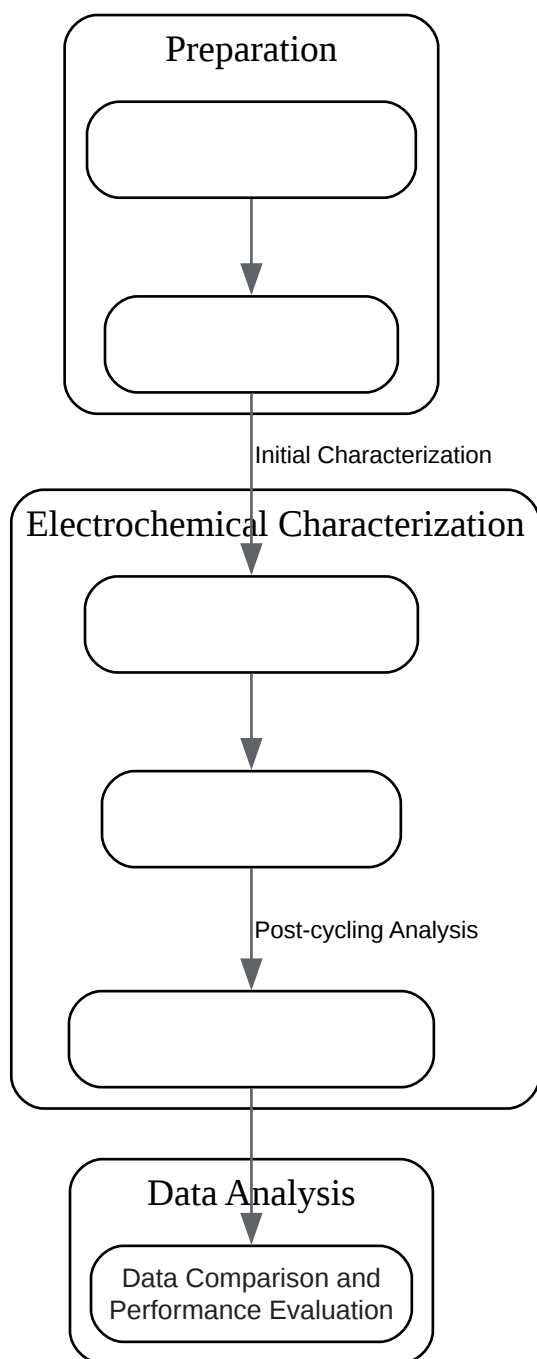 Preparation
Initial Characterization
Electrochemical Characterization
Post-cycling Analysis
Data Analysis
Data Comparison and
Performance Evaluation